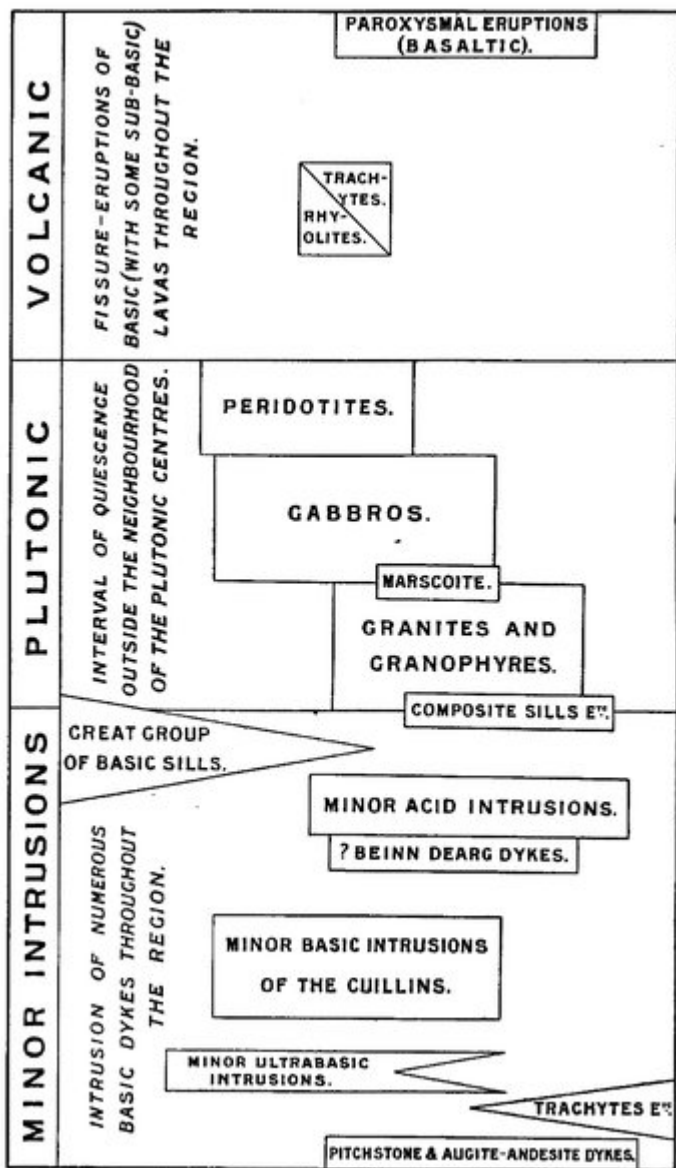 VOLCANIC
FISSURE-ERUPTIONS OF
BASIC (WITH SOME SUB-BASIC)
LAVAS THROUGHOUT THE
REGION.
PAROXYSMAL ERUPTIONS
(BASALTIC).
TRACH-
YTES.
RHY-
OLITES.
PLUTONIC
INTERVAL OF QUIESCENCE
OUTSIDE THE NEIGHBOURHOOD
OF THE PLUTONIC CENTRES.
PERIDOTITES.
GABBROS.
MARSCOITE.
GRANITES AND
GRANOPHYRES.
COMPOSITE SILLS Etc.
MINOR INTRUSIONS
GREAT GROUP
OF BASIC SILLS.
INTRUSION OF NUMEROUS
BASIC DYKES THROUGHOUT
THE REGION.
MINOR ACID INTRUSIONS.
? BEINN DEARG DYKES.
MINOR BASIC INTRUSIONS
OF THE CUILLINS.
MINOR ULTRABASIC
INTRUSIONS.
TRACHYTES Etc.
PITCHSTONE & AUGITE-ANDESITE DYKES.